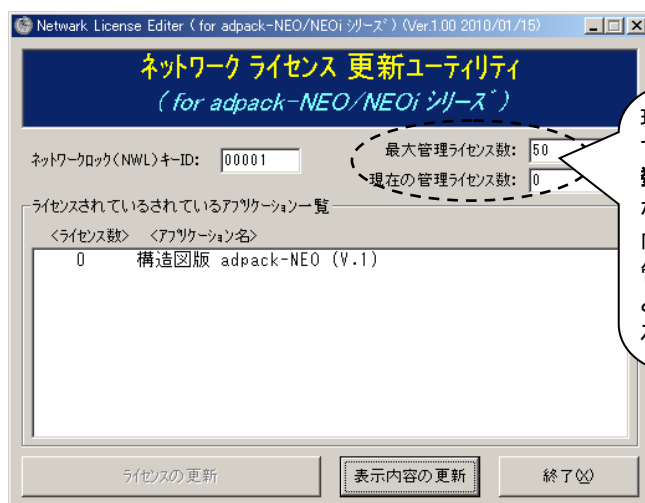 Netwark License Editer ( for adpack-NEO/NEOi ｼﾘｰｽﾞ ) (Ver.1.00 2010/01/15)
ネットワーク ライセンス 更新ユーティリティ
( for adpack-NEO/NEOi ｼﾘｰｽﾞ )
ﾈｯﾄﾜｰｸﾛｯｸ(NWL)ｷｰID: 00001
最大管理ﾗｲｾﾝｽ数: 50
現在の管理ﾗｲｾﾝｽ数: 0
ﾗｲｾﾝｽされているされているｱﾌﾟﾘｹｰｼｮﾝ一覧
<ﾗｲｾﾝｽ数> <ｱﾌﾟﾘｹｰｼｮﾝ名>
0 構造図版 adpack-NEO (V.1)
ﾗｲｾﾝｽの更新
表示内容の更新
終了(X)